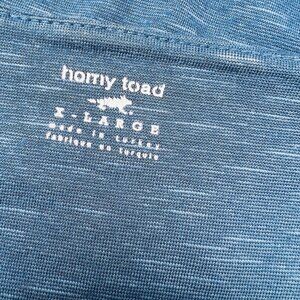 horny toad
X-LARGE
made in turkey
fabriqué en turquie